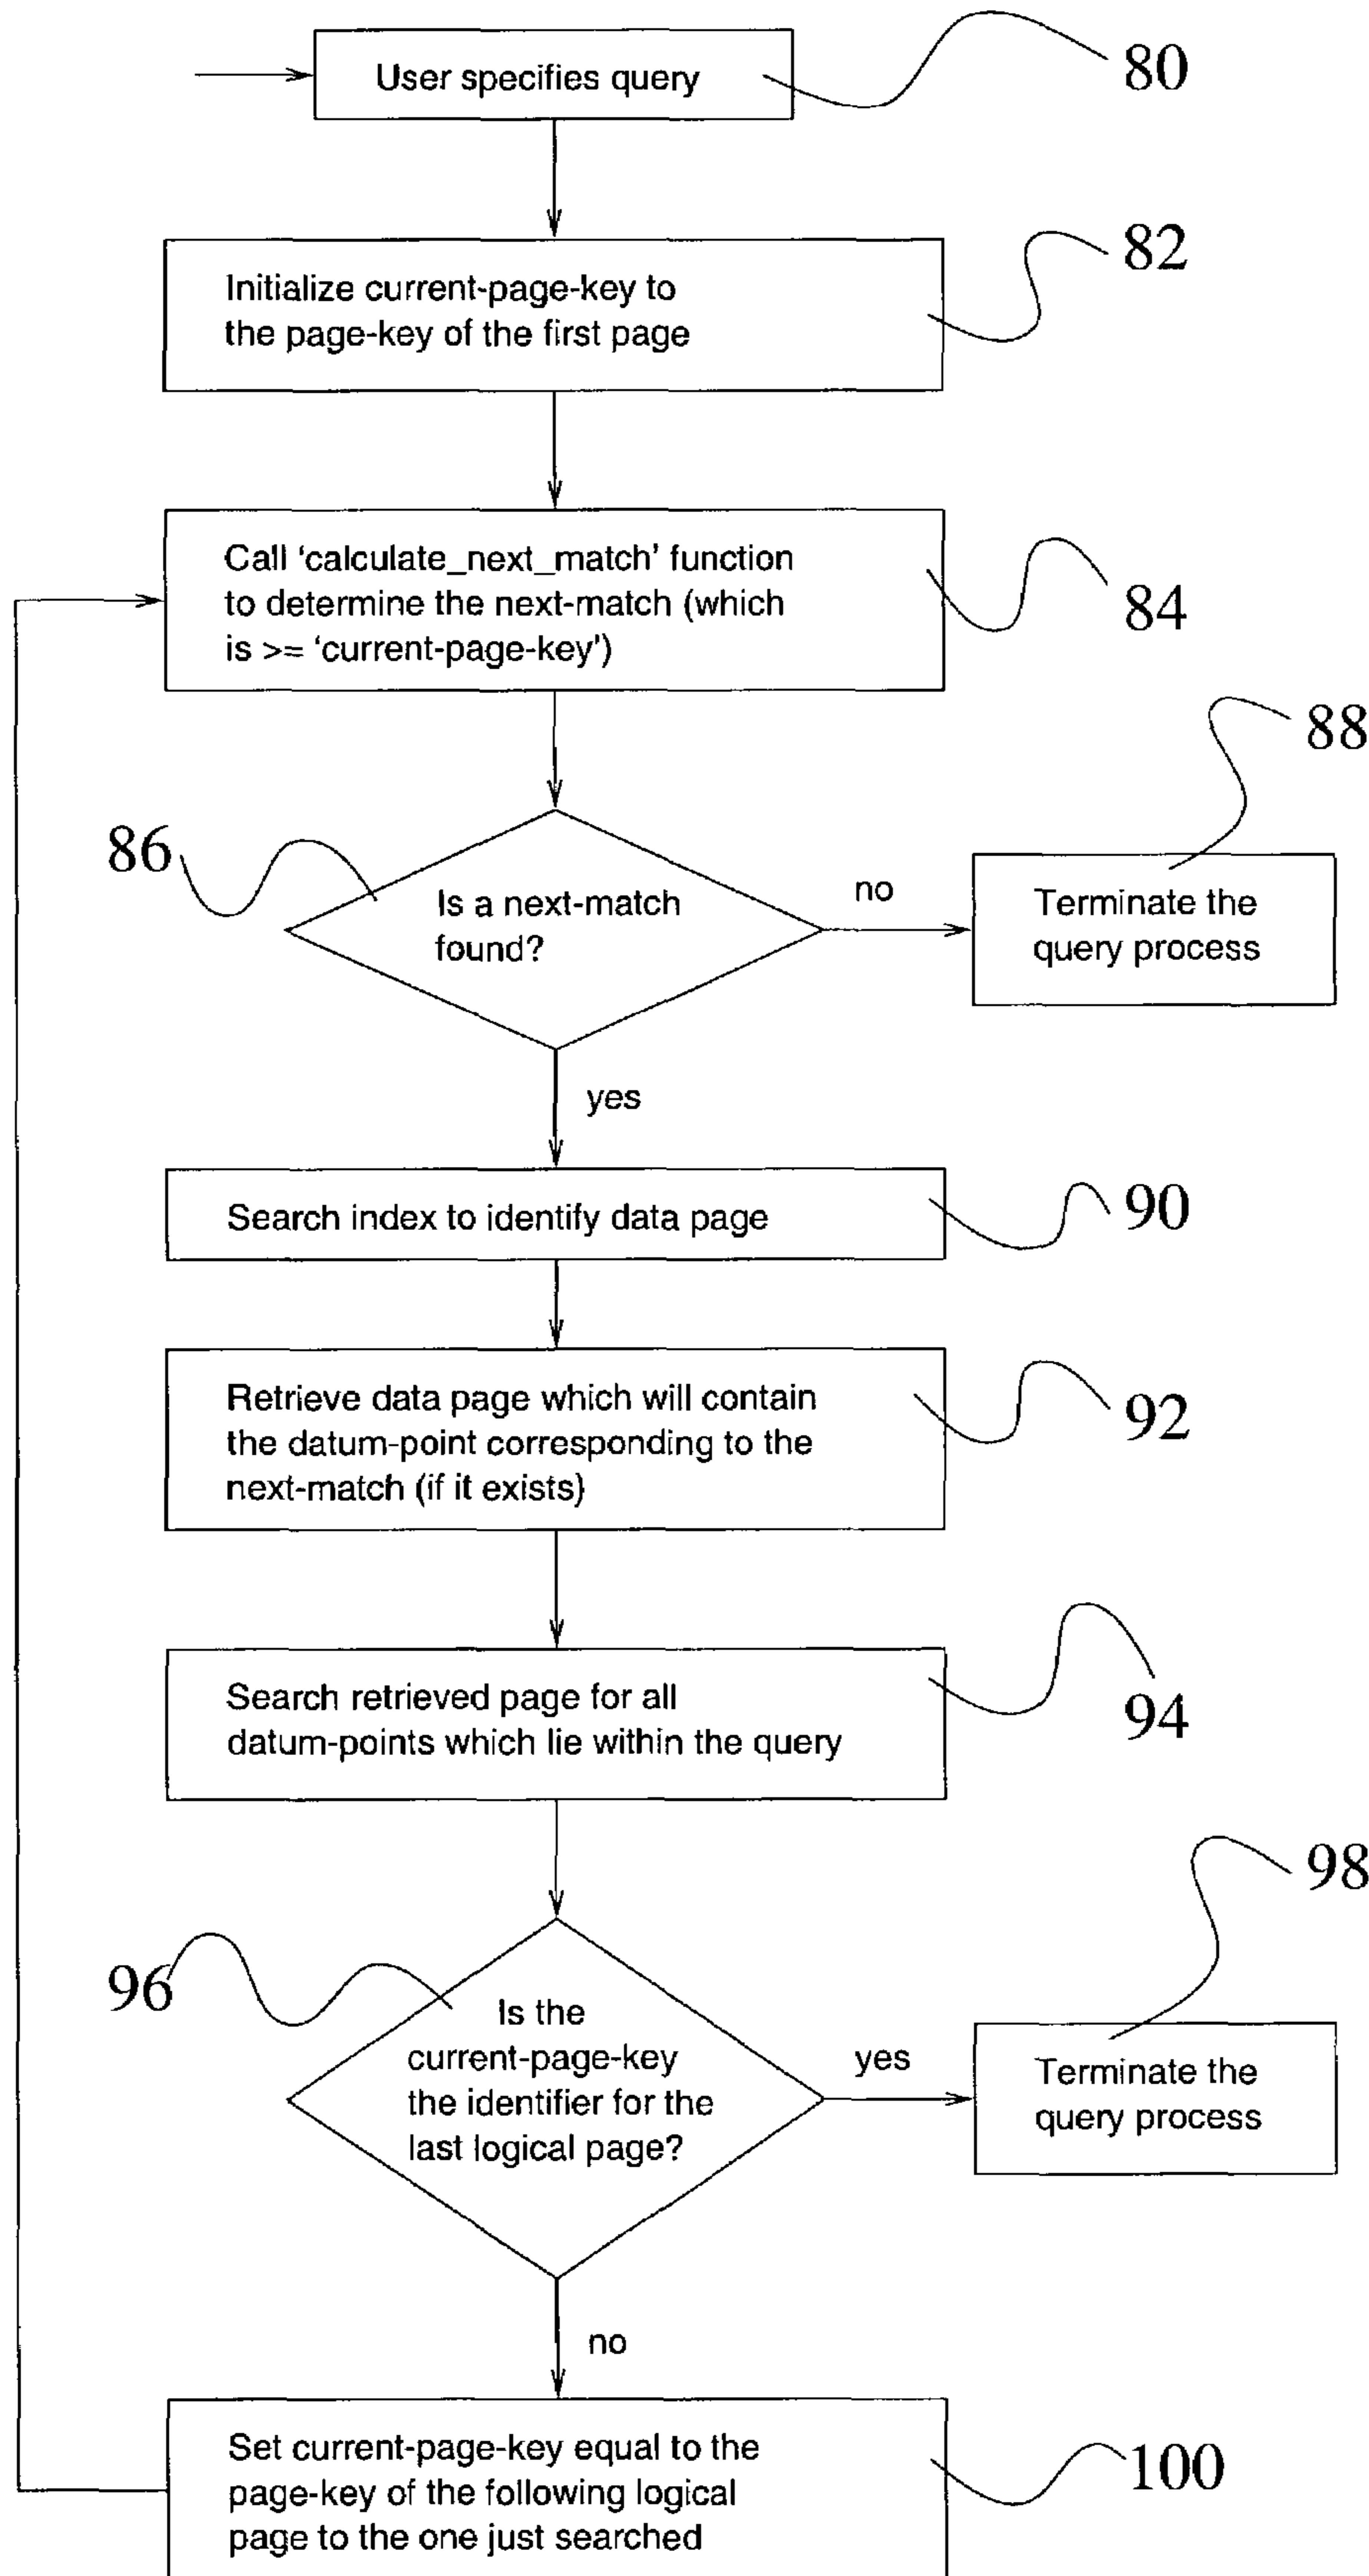 User specifies query
80
Initialize current-page-key to
the page-key of the first page
82
Call ‘calculate_next_match’ function
to determine the next-match (which
is >= ‘current-page-key’)
84
86
Is a next-match
found?
no
88
Terminate the
query process
yes
Search index to identify data page
90
Retrieve data page which will contain
the datum-point corresponding to the
next-match (if it exists)
92
Search retrieved page for all
datum-points which lie within the query
94
96
Is the
current-page-key
the identifier for the
last logical page?
yes
98
Terminate the
query process
no
Set current-page-key equal to the
page-key of the following logical
page to the one just searched
100